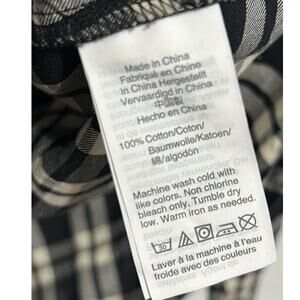 Made in China
Fabriqué en Chine
In China Hergestellt
Vervaardigd in China
中国製
Hecho en China
100% Cotton/Coton/
Baumwolle/Katoen/
綿/algodón
Machine wash cold with
like colors. Non chlorine
bleach only. Tumble dry
low. Warm iron as needed.
30
Laver à la machine à l'eau
froide avec des couleurs